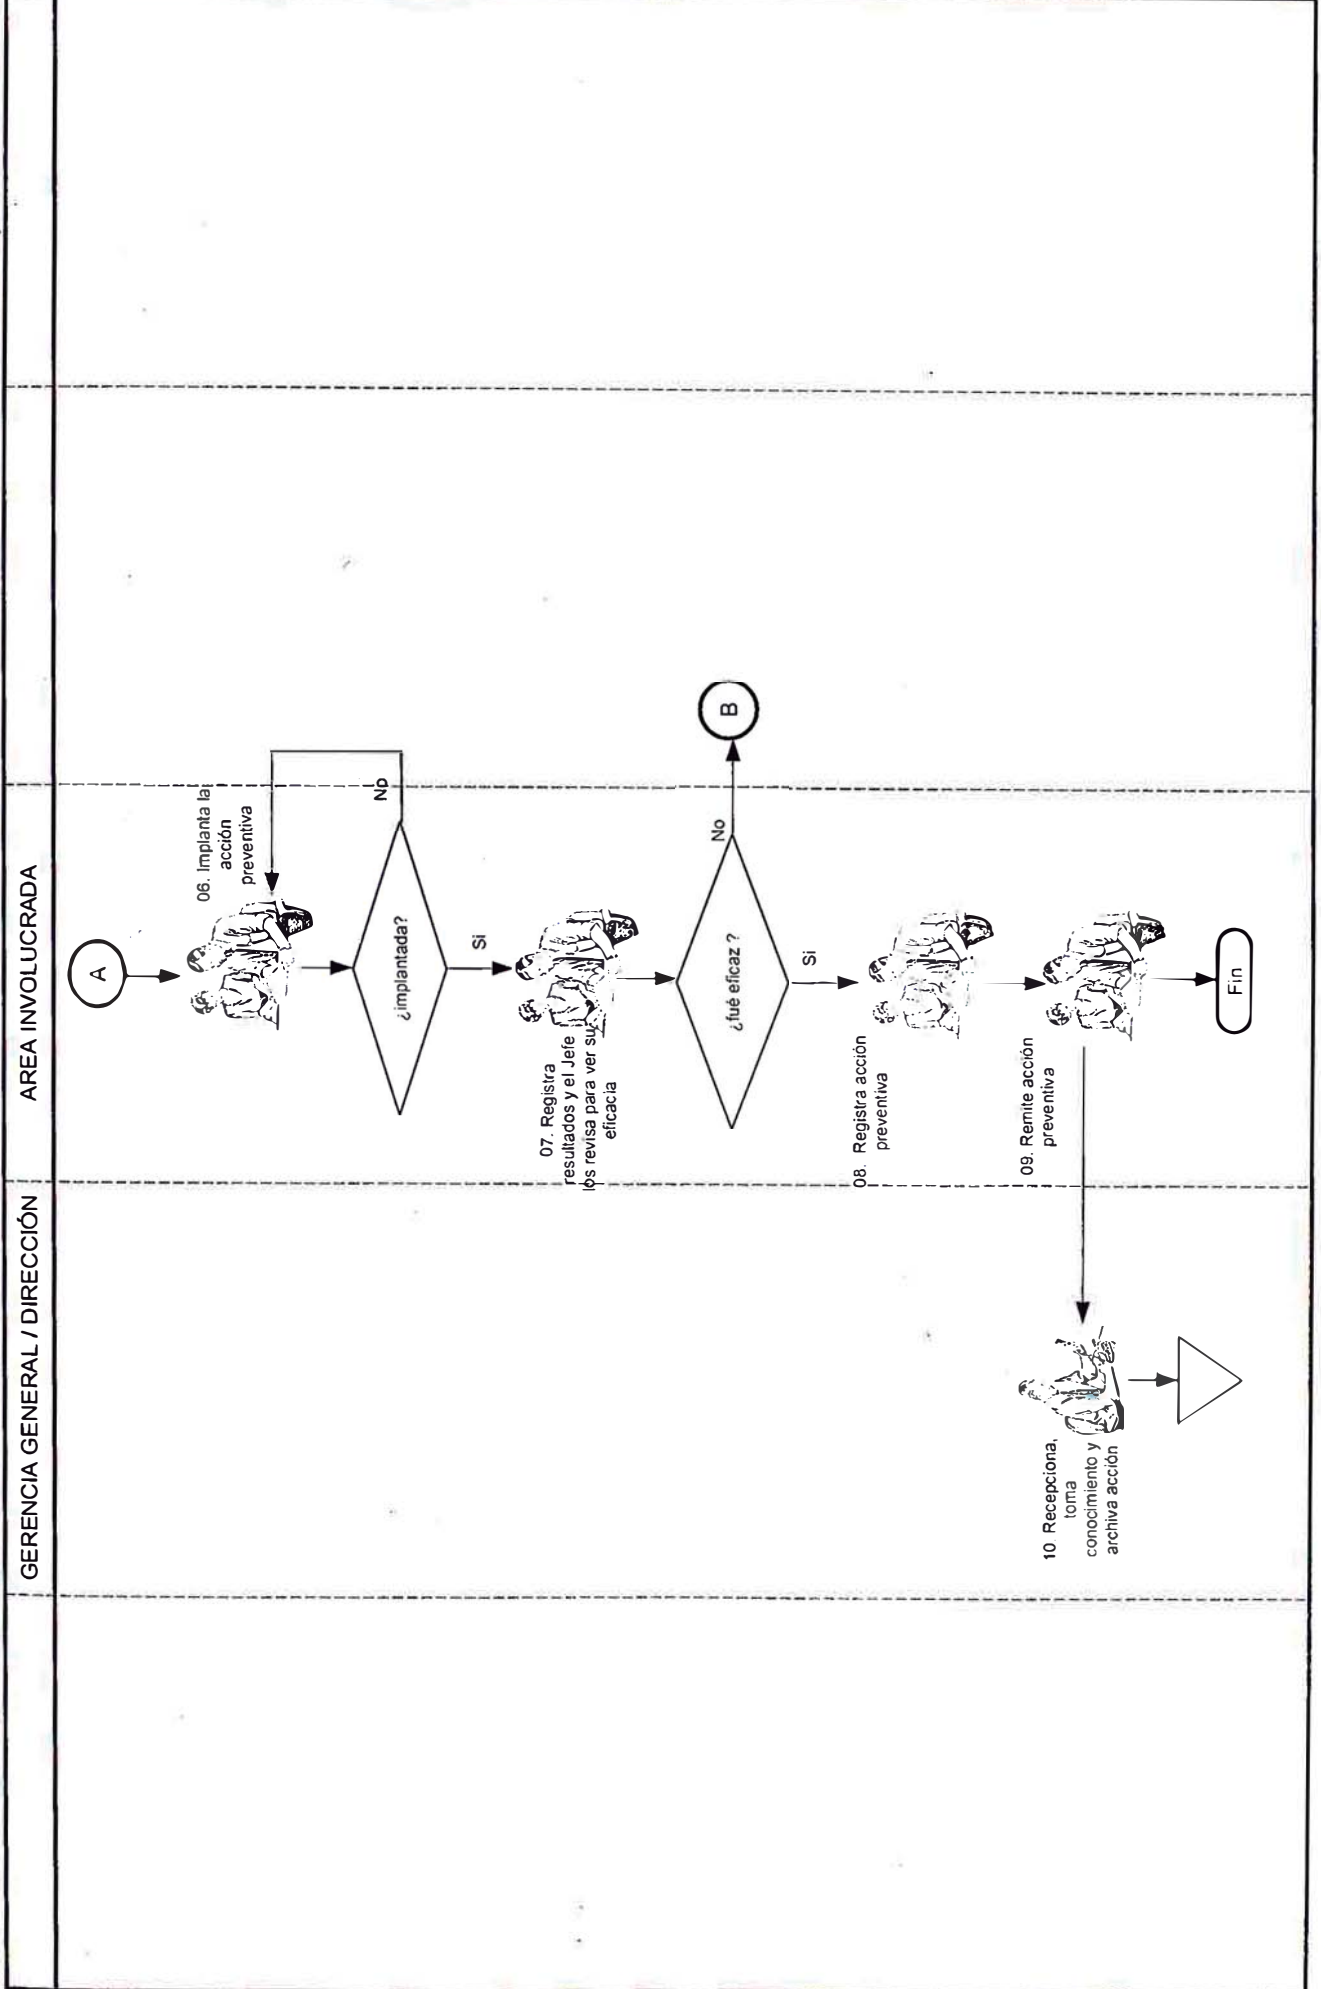 GERENCIA GENERAL / DIRECCIÓN
AREA INVOLUCRADA
A
06. Implanta la
acción
preventiva
¿implantada?
No
Si
07. Registra
resultados y el Jefe
los revisa para ver su
eficacia
¿fué eficaz ?
No
B
Si
08. Registra acción
preventiva
09. Remite acción
preventiva
10. Recepciona,
toma
conocimiento y
archiva acción
Fin